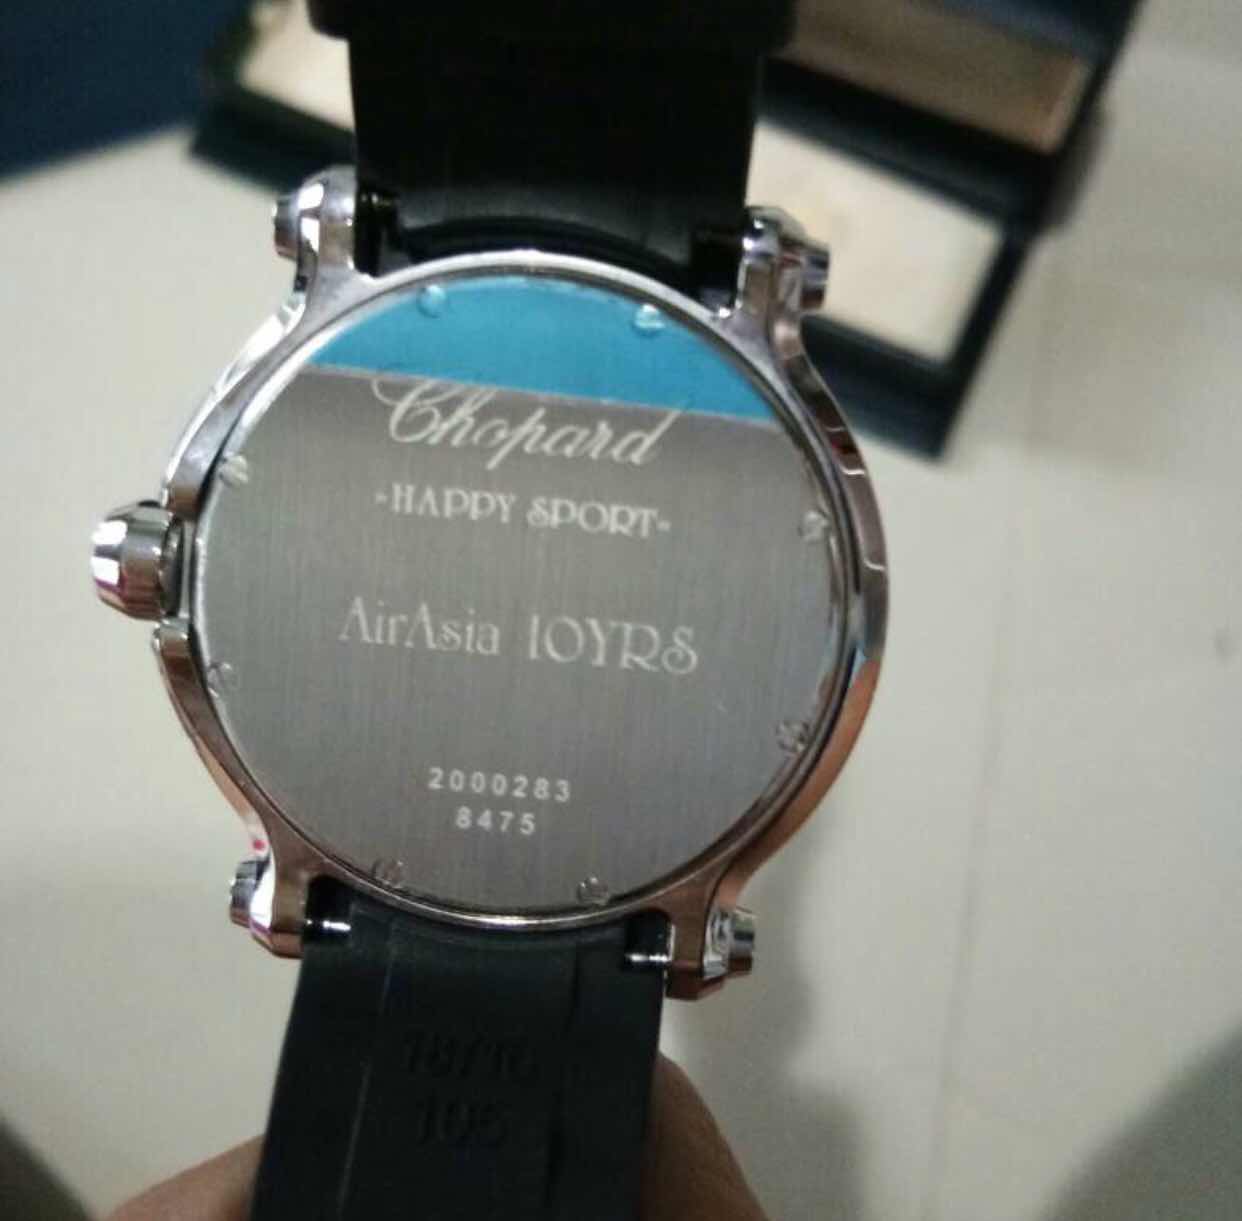 Chopard
-HAPPY SPORT-
AirAsia 10YRS
2000283
8475